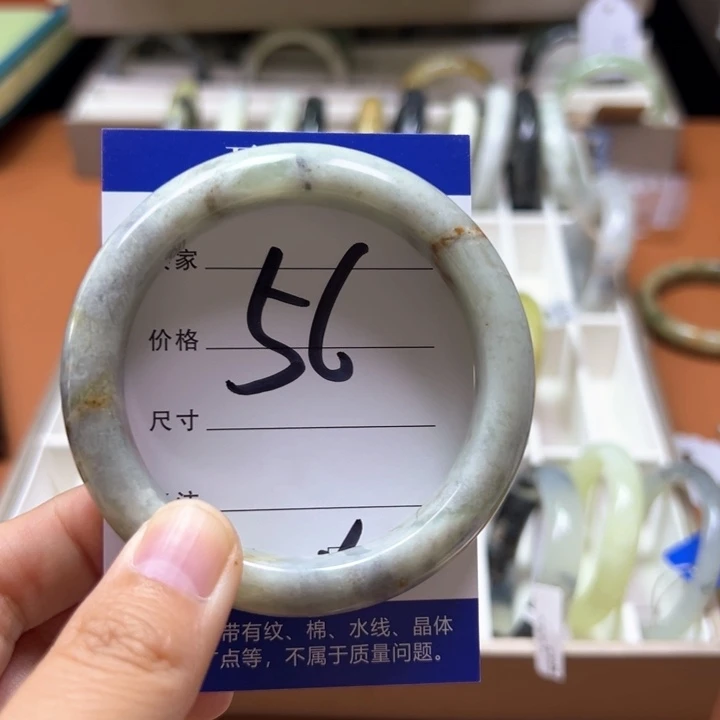 家
56
价格
尺寸
带有纹、棉、水线、晶体
点等，不属于质量问题。